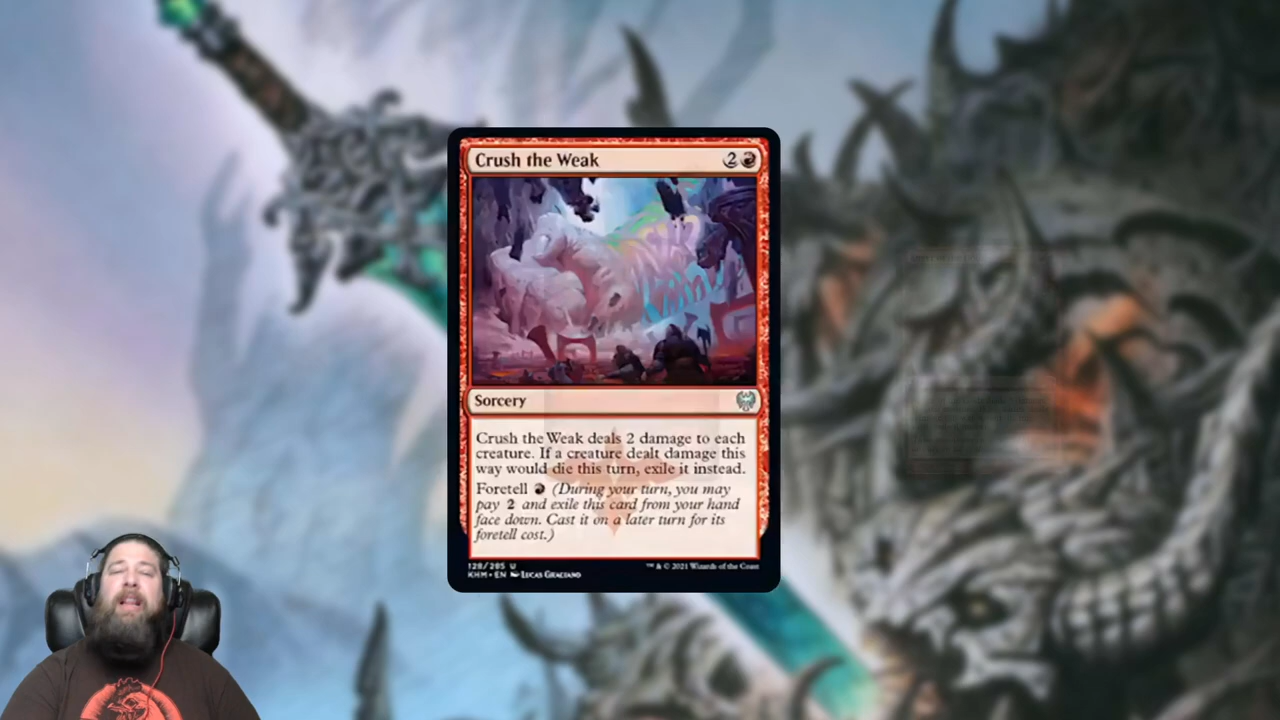 Crush the Weak 2
Sorcery
Crush the Weak deals 2 damage to each
creature. If a creature dealt damage this
way would die this turn, exile it instead.
Foretell (During your turn, you may
pay 2 and exile this card from your hand
face down. Cast it on a later turn for its
foretell cost.)
128/285 U
KHM • EN Lucas Graciano
™ & © 2021 Wizards of the Coast